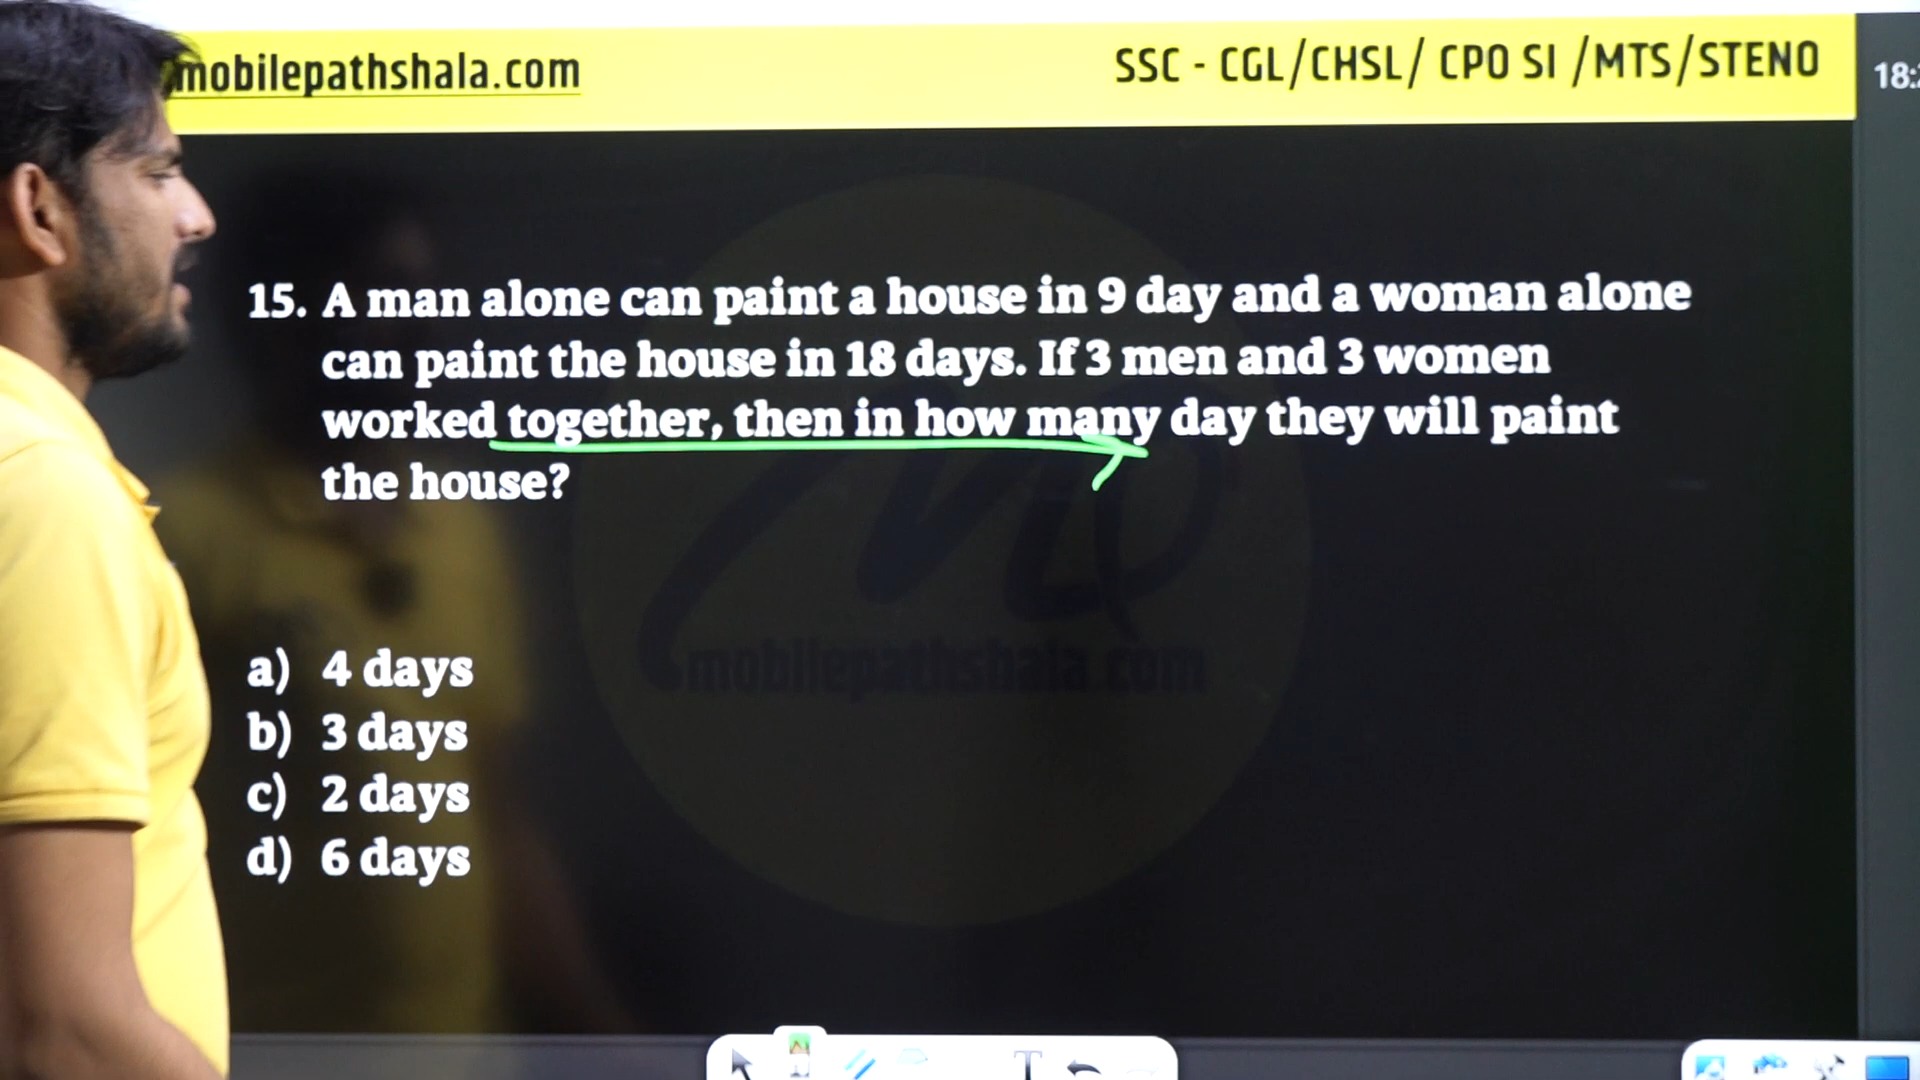 mobilepathshala.com
SSC - CGL/CHSL/ CPO SI /MTS/STENO
15. A man alone can paint a house in 9 day and a woman alone
can paint the house in 18 days. If 3 men and 3 women
worked together, then in how many day they will paint
the house?
mobilepathshala.com
a) 4 days
b) 3 days
c) 2 days
d) 6 days